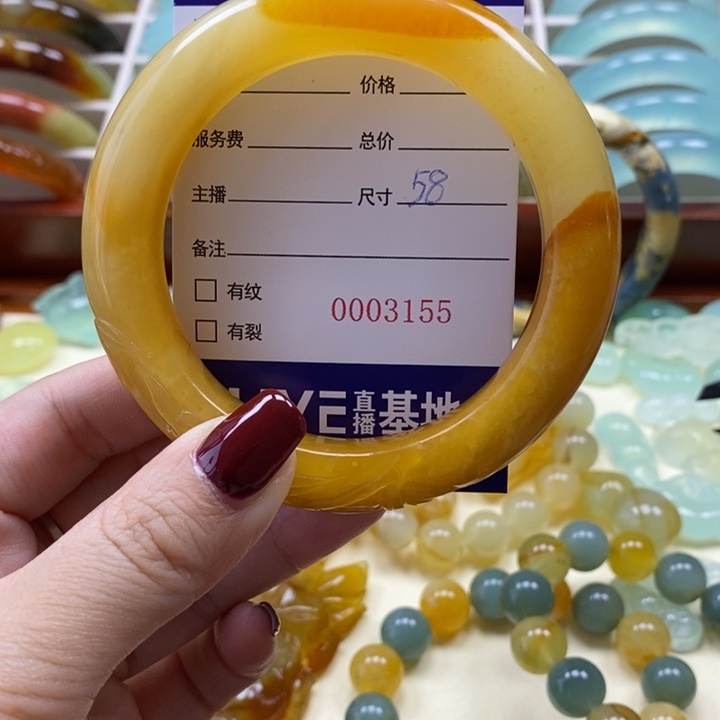 价格
服务费 总价
主播 尺寸 58
备注
□ 有纹
□ 有裂
0003155
直播基地